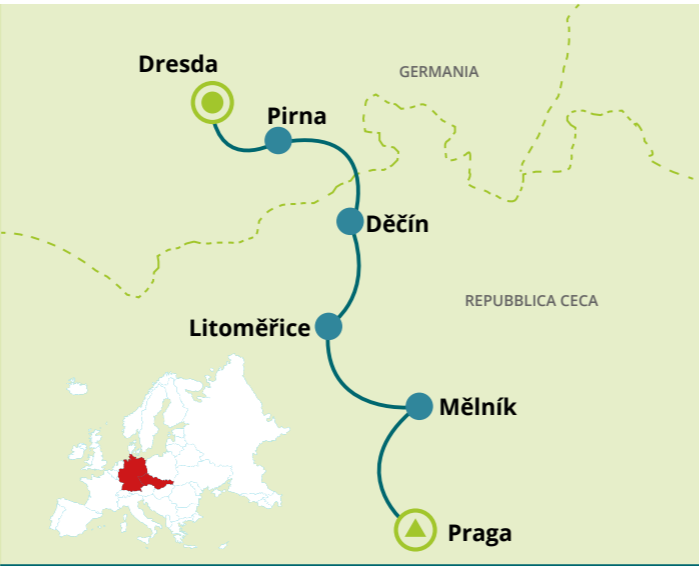 Dresda
GERMANIA
Pirna
Děčín
REPUBBLICA CECA
Litoměřice
Mělník
Praga